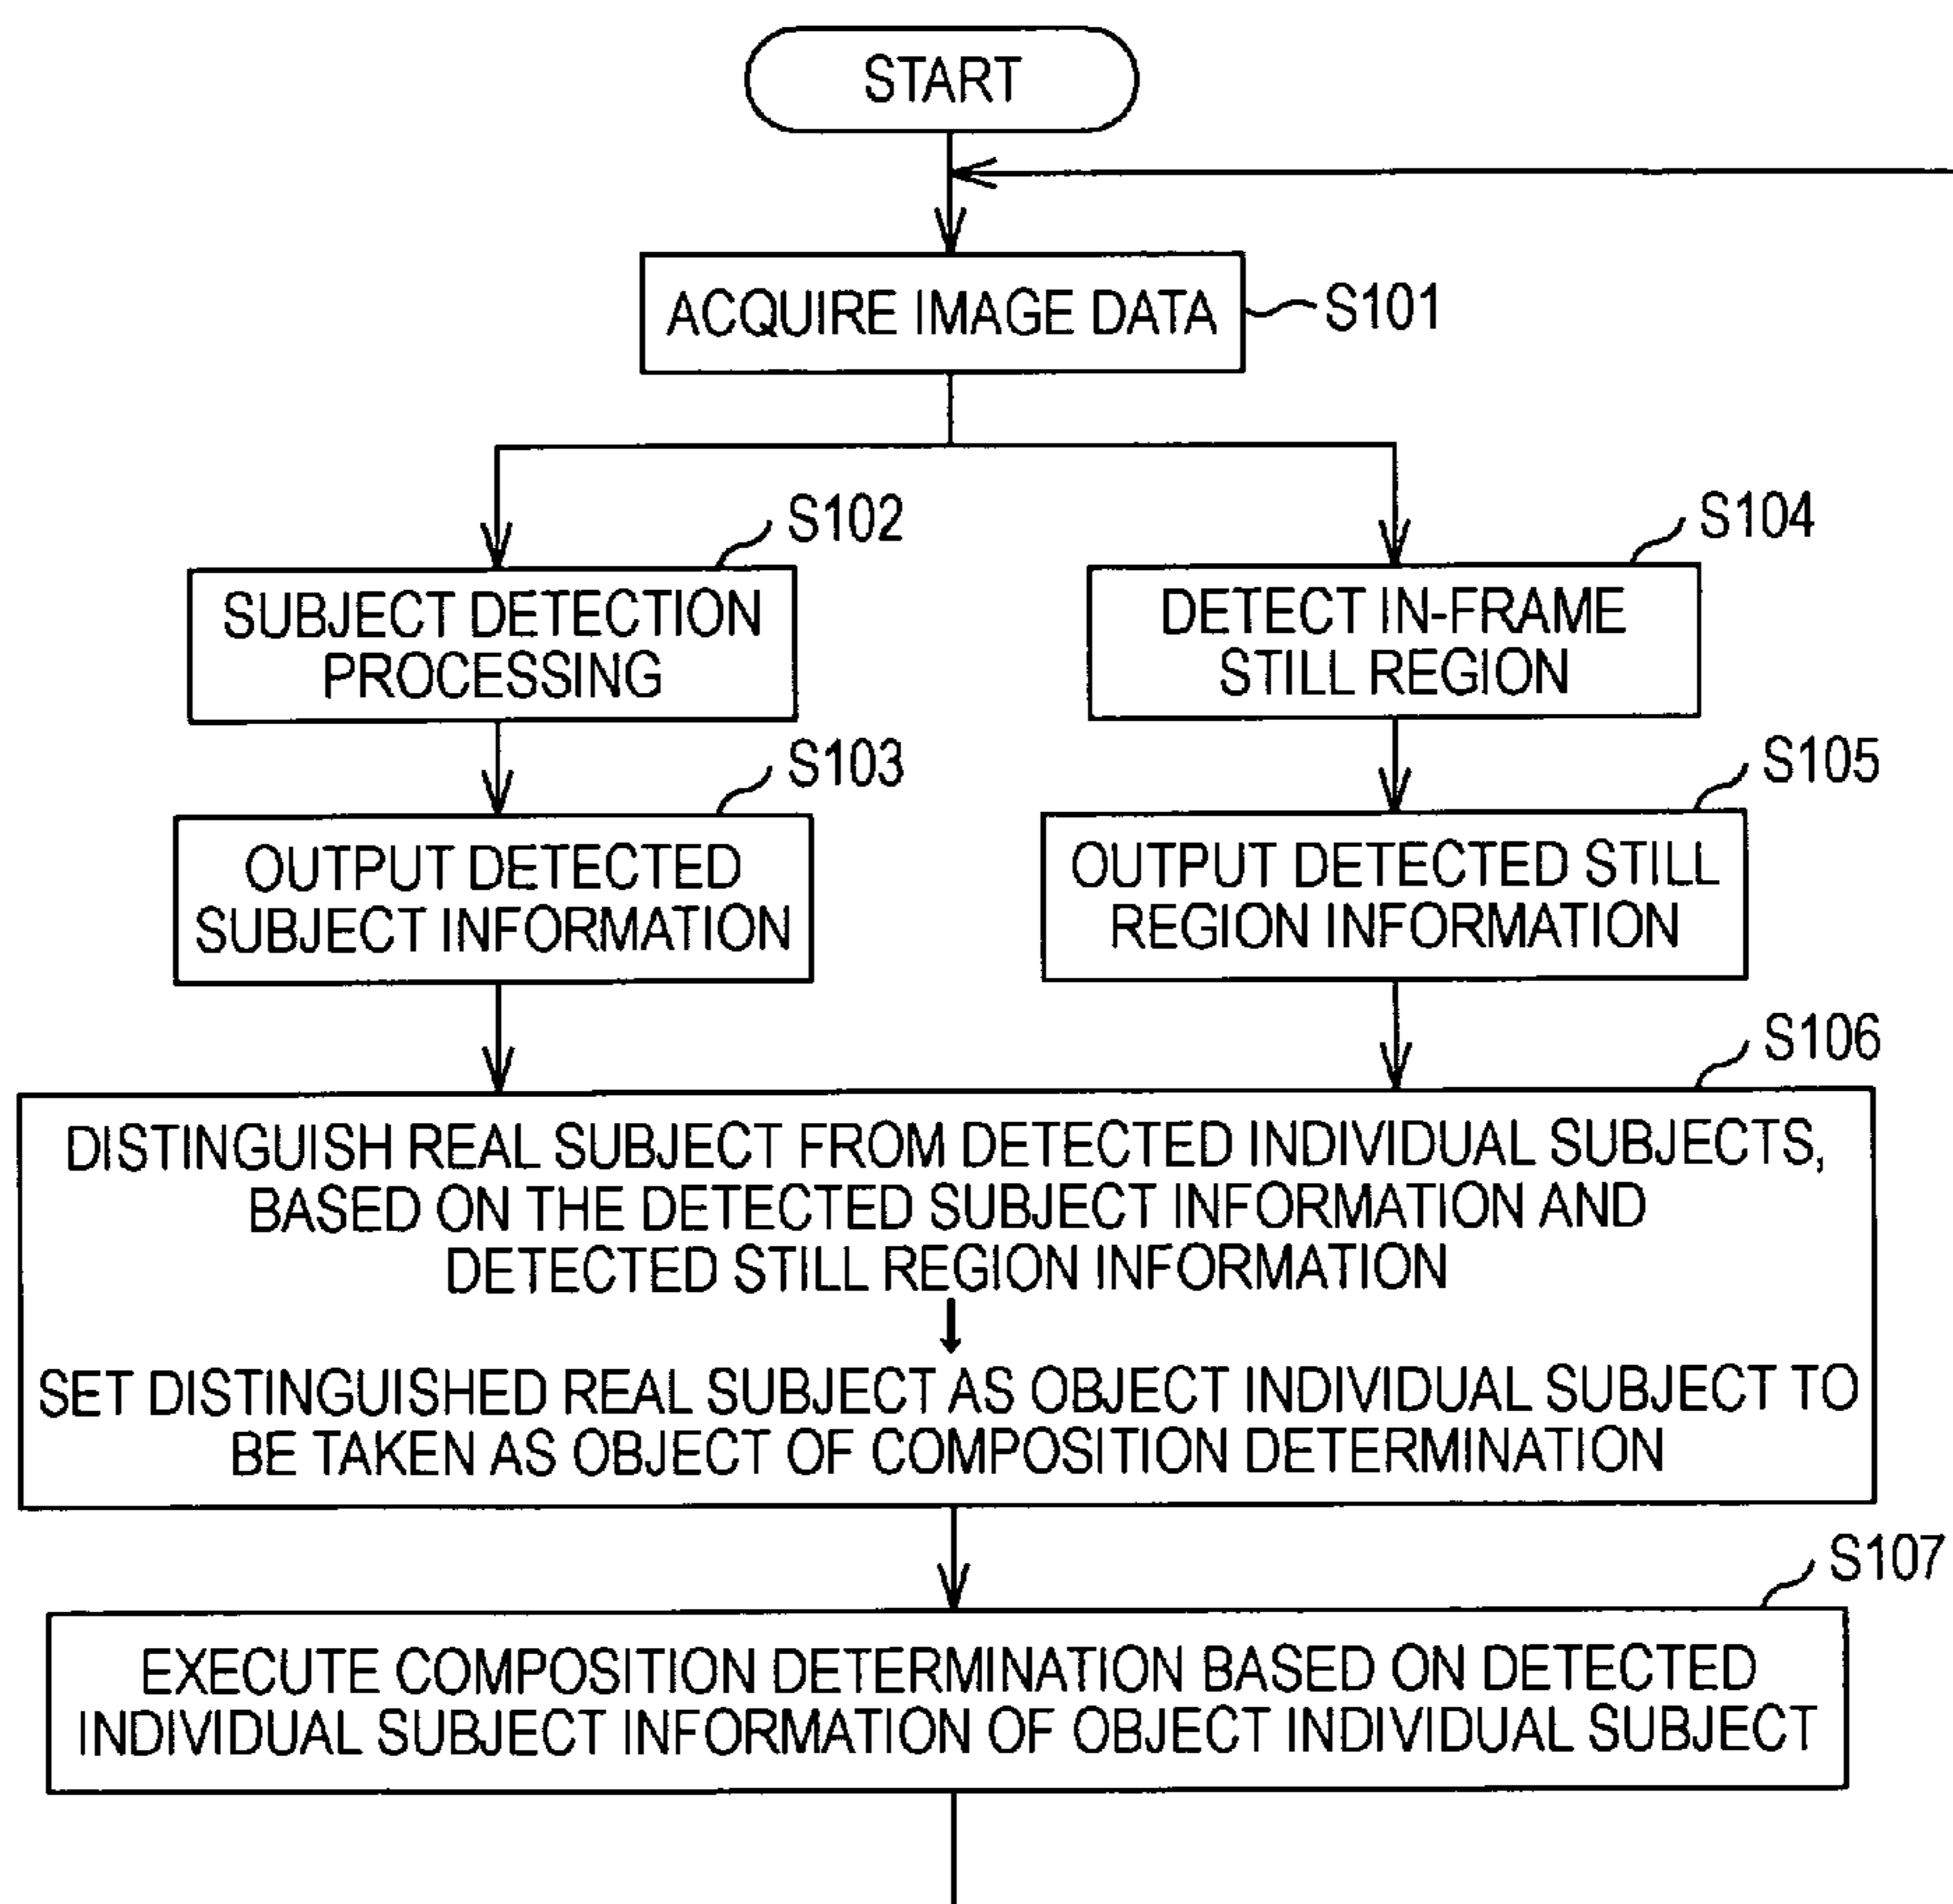 START
ACQUIRE IMAGE DATA
S101
S102
SUBJECT DETECTION
PROCESSING
S104
DETECT IN-FRAME
STILL REGION
S103
OUTPUT DETECTED
SUBJECT INFORMATION
S105
OUTPUT DETECTED STILL
REGION INFORMATION
S106
DISTINGUISH REAL SUBJECT FROM DETECTED INDIVIDUAL SUBJECTS,
BASED ON THE DETECTED SUBJECT INFORMATION AND
DETECTED STILL REGION INFORMATION
SET DISTINGUISHED REAL SUBJECT AS OBJECT INDIVIDUAL SUBJECT TO
BE TAKEN AS OBJECT OF COMPOSITION DETERMINATION
S107
EXECUTE COMPOSITION DETERMINATION BASED ON DETECTED
INDIVIDUAL SUBJECT INFORMATION OF OBJECT INDIVIDUAL SUBJECT